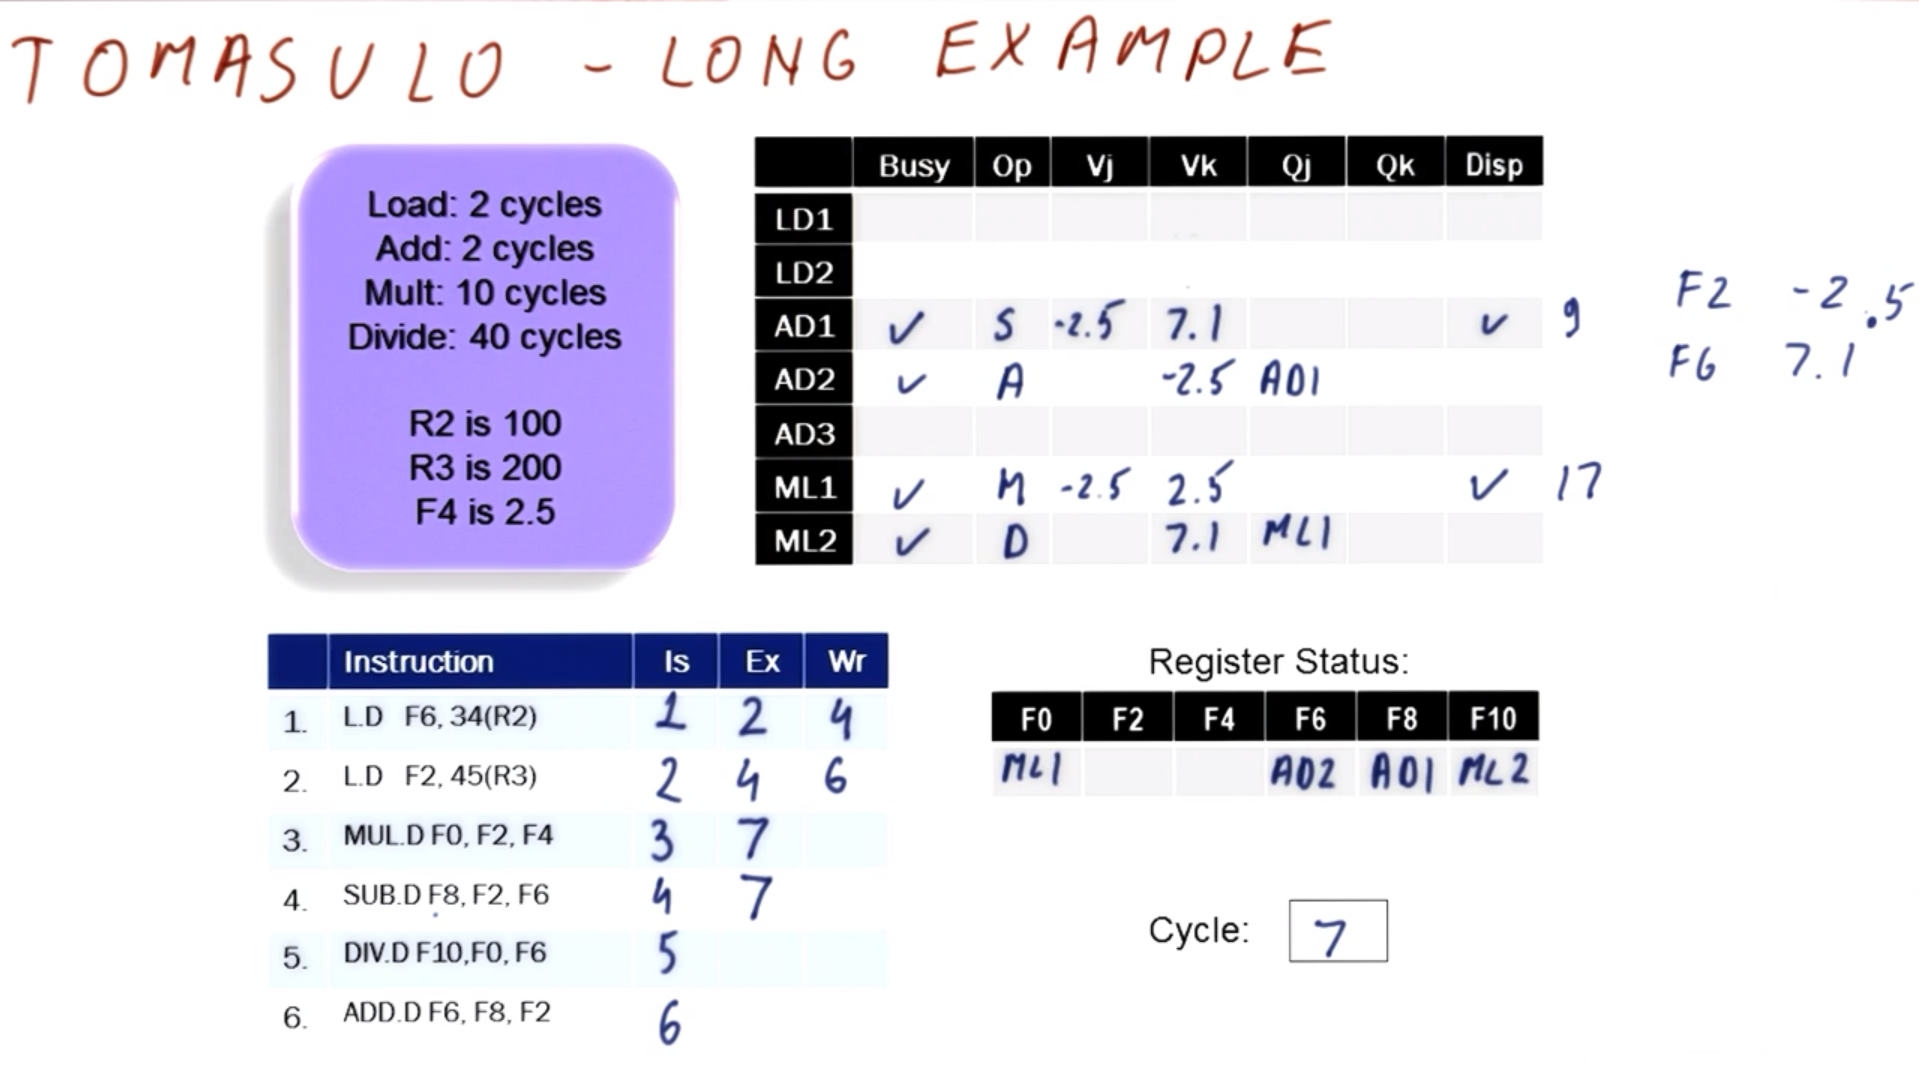 TOMASULO - LONG EXAMPLE
Load: 2 cycles
Add: 2 cycles
Mult: 10 cycles
Divide: 40 cycles
R2 is 100
R3 is 200
F4 is 2.5
Busy Op Vj Vk Qj Qk Disp
LD1
LD2
AD1 ✓ S -2.5 7.1 ✓ 9
AD2 ✓ A -2.5 AD1
AD3
ML1 ✓ M -2.5 2.5 ✓ 17
ML2 ✓ D 7.1 ML1
F2 -2.5
F6 7.1
Instruction Is Ex Wr
1. L.D F6, 34(R2) 1 2 4
2. L.D F2, 45(R3) 2 4 6
3. MUL.D F0, F2, F4 3 7
4. SUB.D F8, F2, F6 4 7
5. DIV.D F10,F0, F6 5
6. ADD.D F6, F8, F2 6
Register Status:
F0 F2 F4 F6 F8 F10
ML1 AD2 AD1 ML2
Cycle: 7